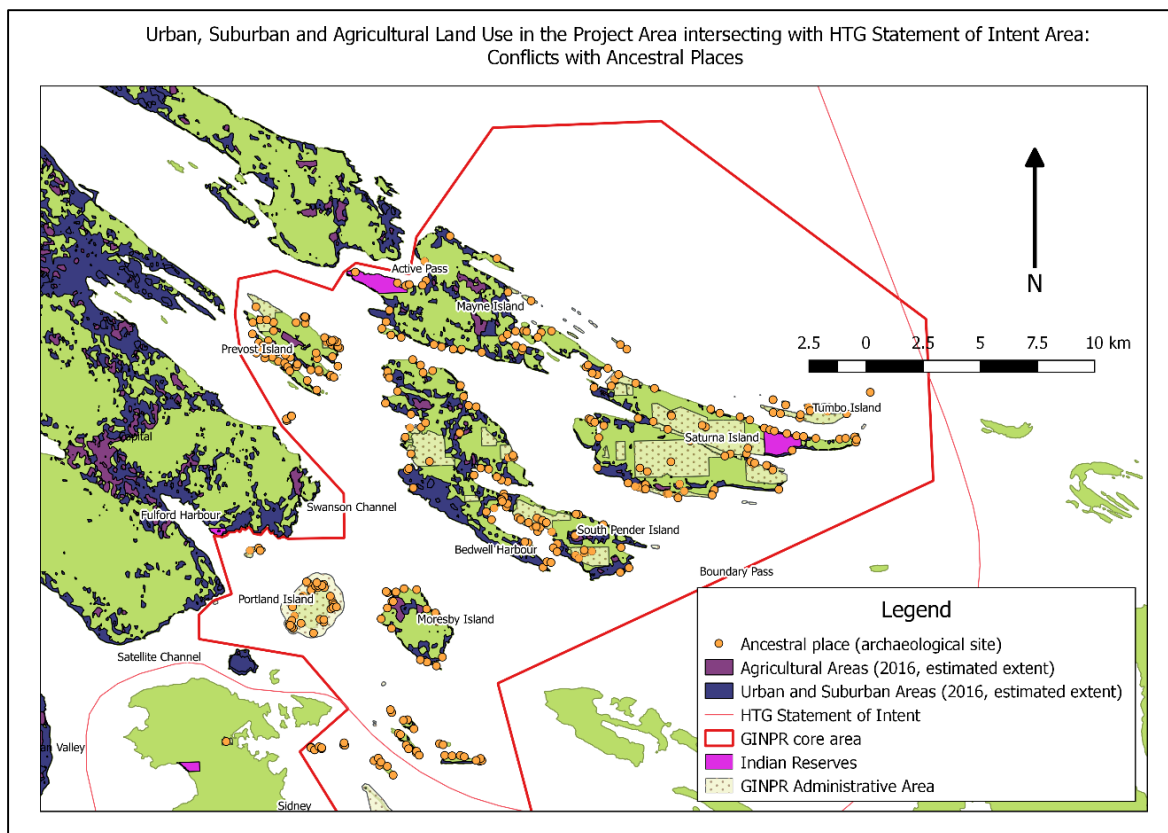 Urban, Suburban and Agricultural Land Use in the Project Area intersecting with HTG Statement of Intent Area:
Conflicts with Ancestral Places
N
2.5 0 2.5 5 7.5 10 km
Active Pass
Mayne Island
Prevost Island
Tumbo Island
Saturna Island
Capital
Swanson Channel
Fulford Harbour
South Pender Island
Bedwell Harbour
Boundary Pass
Portland Island
Moresby Island
Satellite Channel
an Valley
Sidney
Legend
Ancestral place (archaeological site)
Agricultural Areas (2016, estimated extent)
Urban and Suburban Areas (2016, estimated extent)
HTG Statement of Intent
GINPR core area
Indian Reserves
GINPR Administrative Area